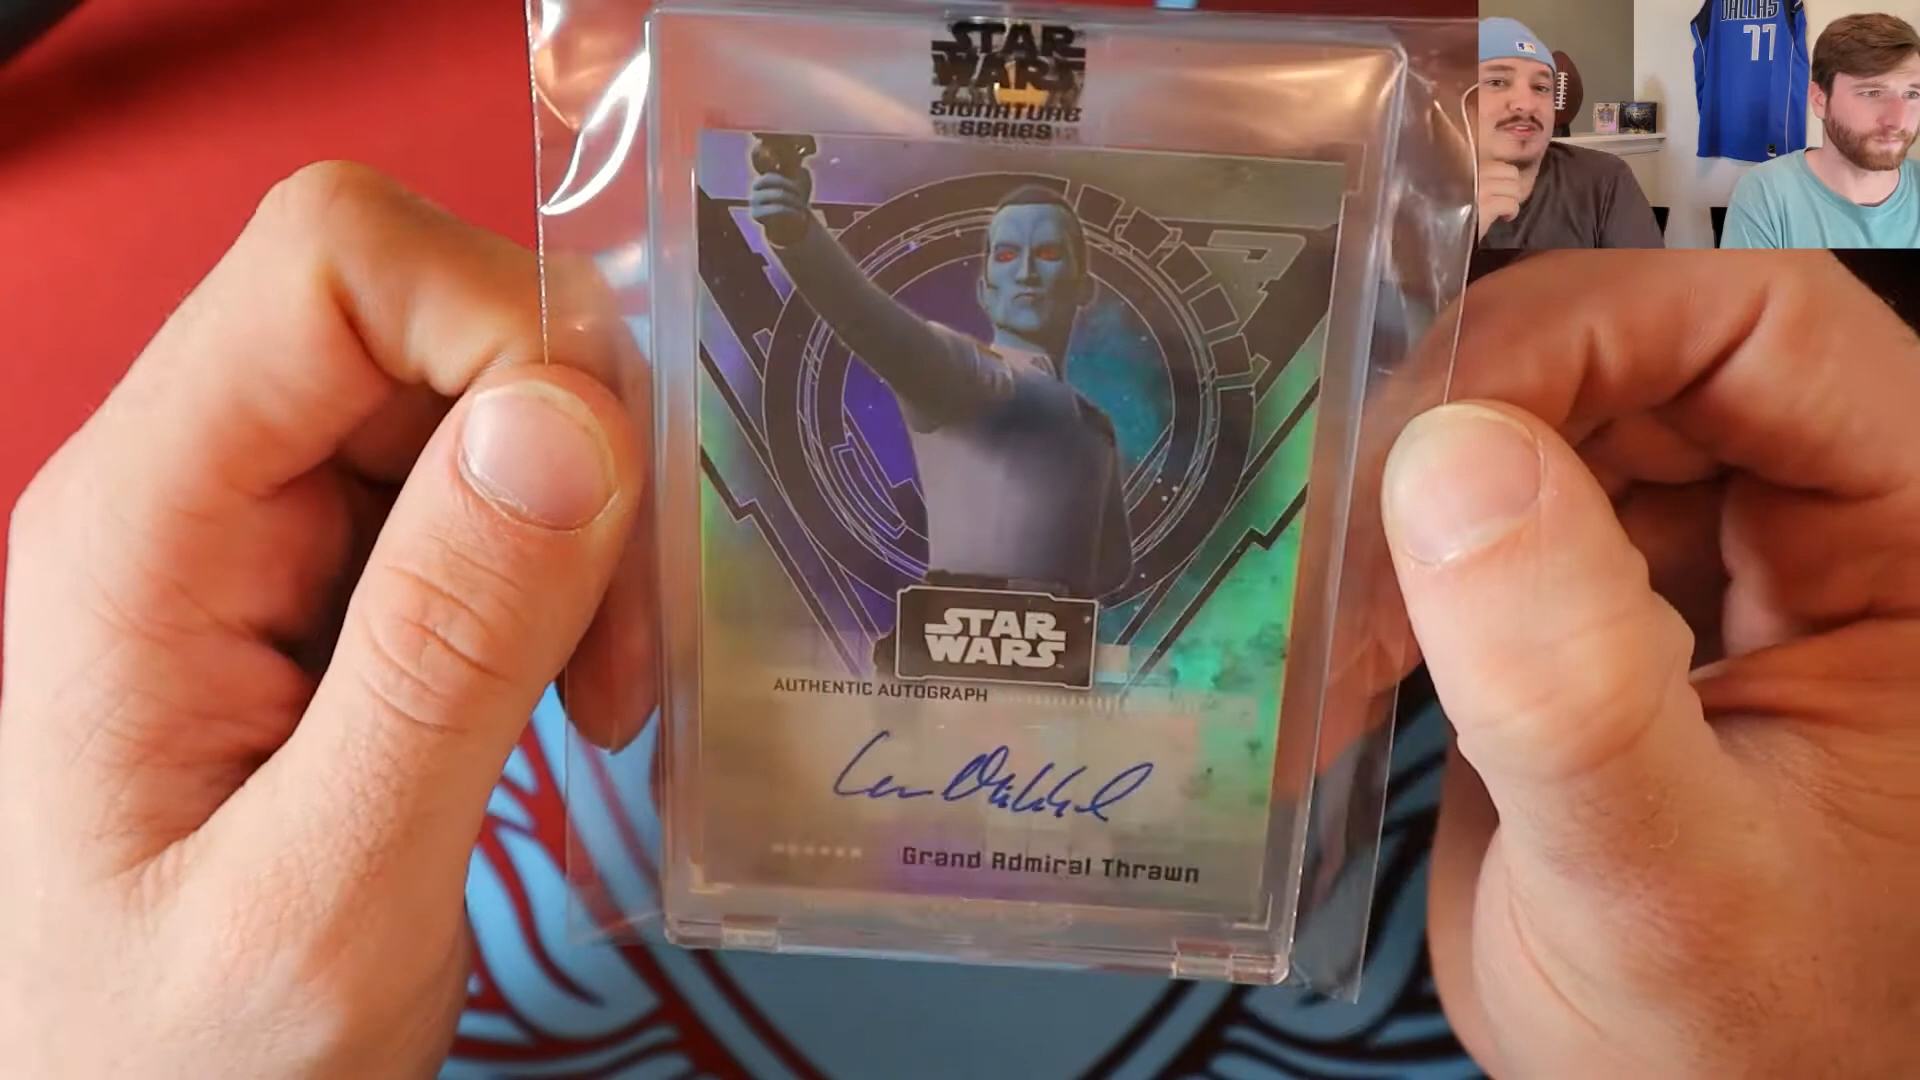 STAR
WARS
SIGNATURE
SERIES
STAR
WARS
AUTHENTIC AUTOGRAPH
Grand Admiral Thrawn
DALLAS
77